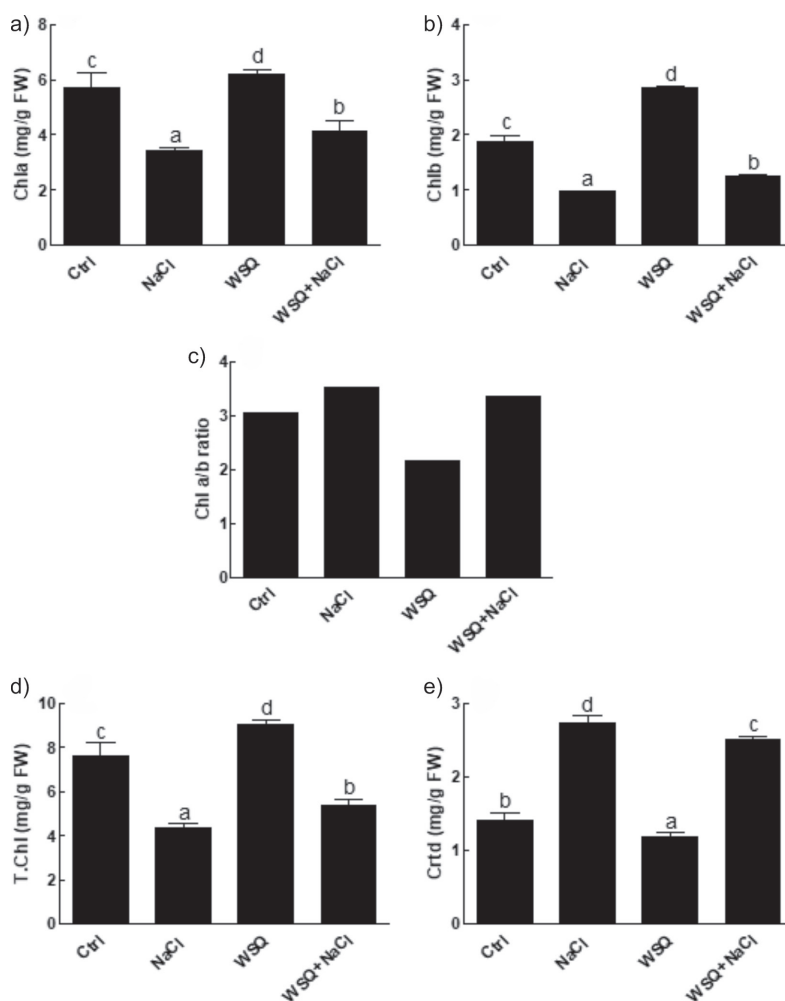 a)
Chla (mg/g FW)
8
6
4
2
0
c
a
d
b
Ctrl
NaCl
WSQ
WSQ+NaCl
b)
Chlb (mg/g FW)
4
3
2
1
0
c
a
d
b
Ctrl
NaCl
WSQ
WSQ+NaCl
c)
Chl a/b ratio
4
3
2
1
0
Ctrl
NaCl
WSQ
WSQ+NaCl
d)
T.Chl (mg/g FW)
10
8
6
4
2
0
c
a
d
b
Ctrl
NaCl
WSQ
WSQ+NaCl
e)
Crtd (mg/g FW)
3
2
1
0
b
d
a
c
Ctrl
NaCl
WSQ
WSQ+NaCl